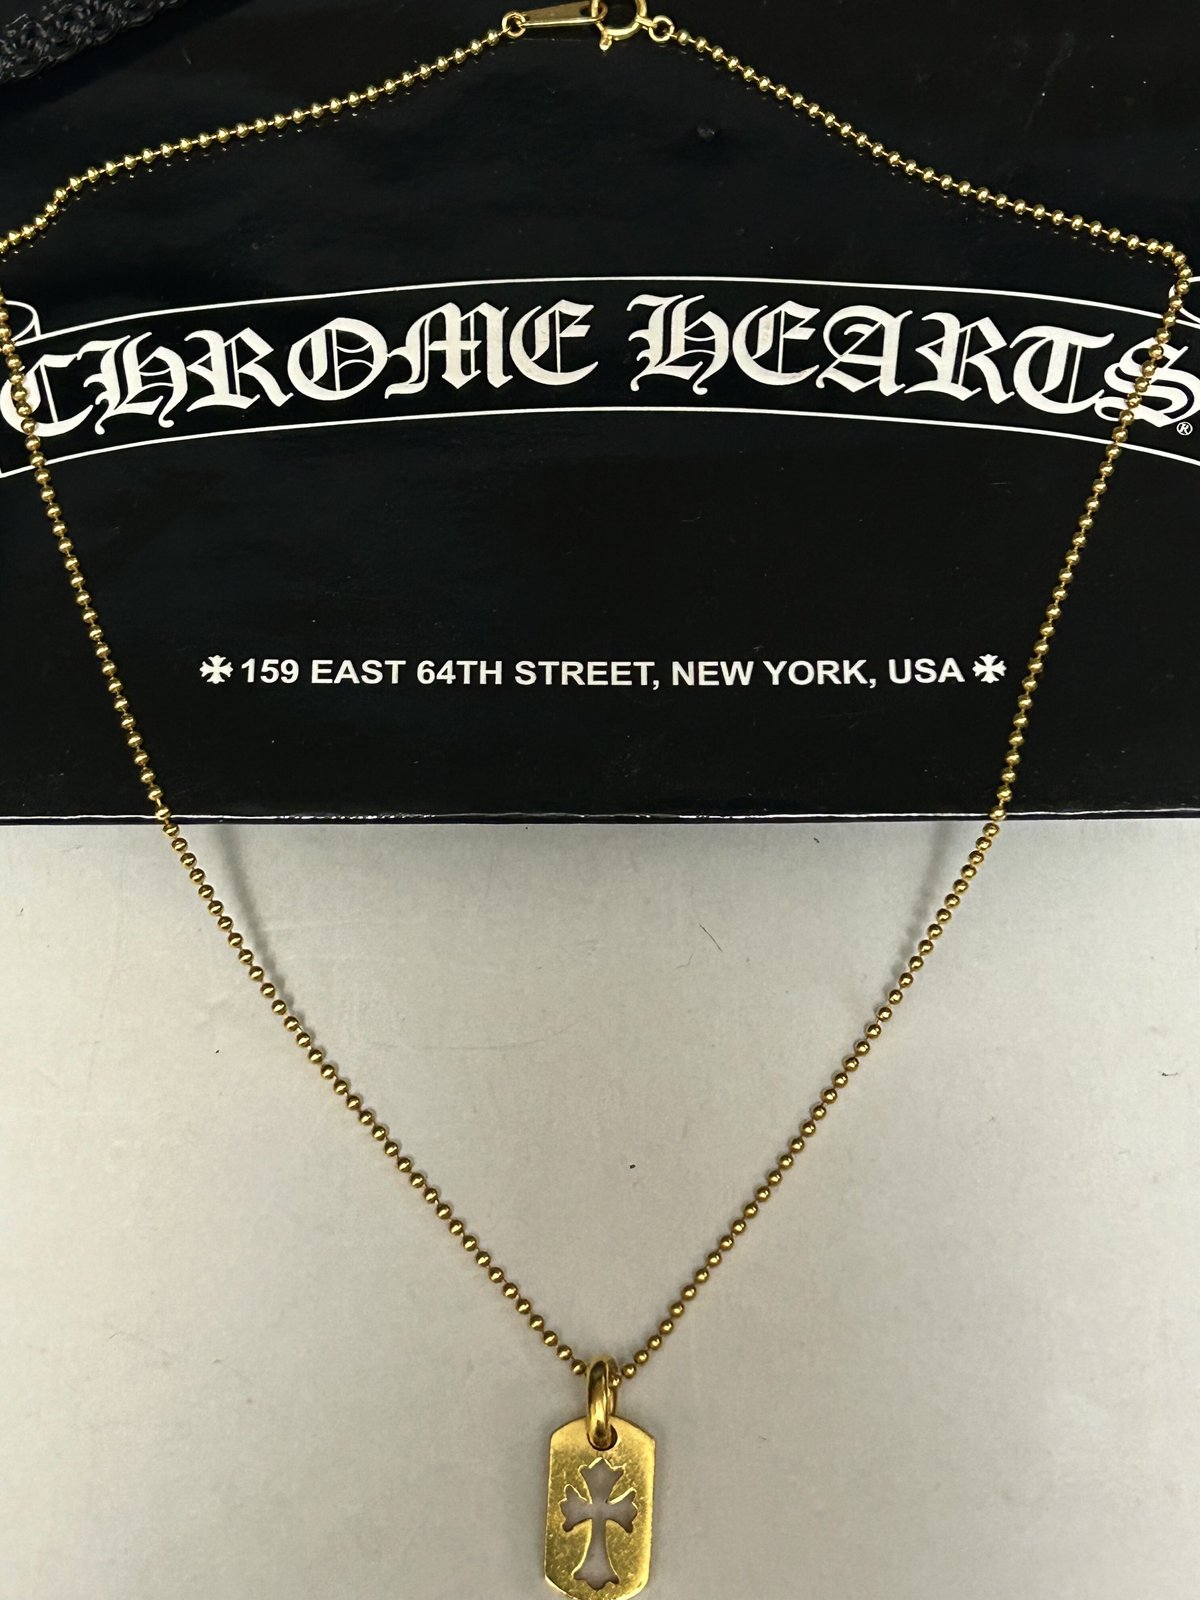 CHROME HEARTS®
159 EAST 64TH STREET, NEW YORK, USA